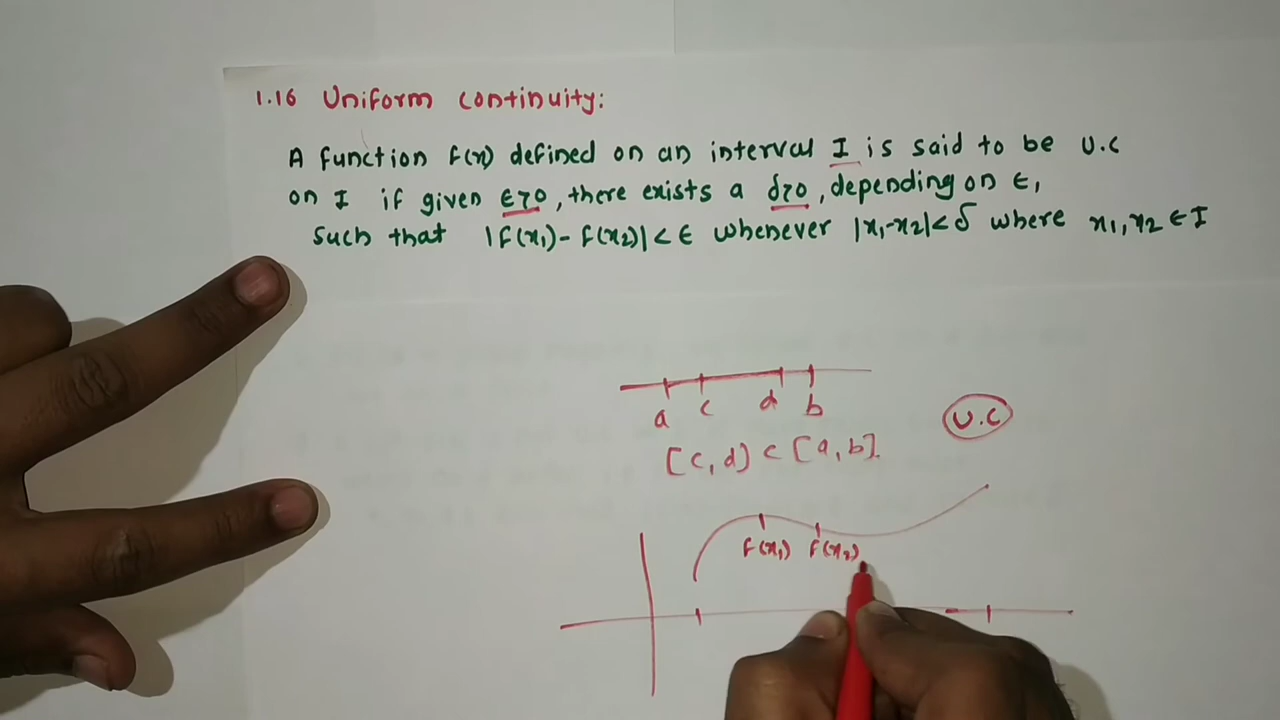 1.16 Uniform continuity:
A function f(x) defined on an interval I is said to be U.C
on I if given ϵ>0, there exists a δ>0, depending on ϵ,
such that |f(x₁)-f(x₂)|<ϵ whenever |x₁-x₂|<δ where x₁,x₂ ∈ I
a c d b
U.C
[c,d) ⊂ [a,b].
f(x₁) f(x₂)